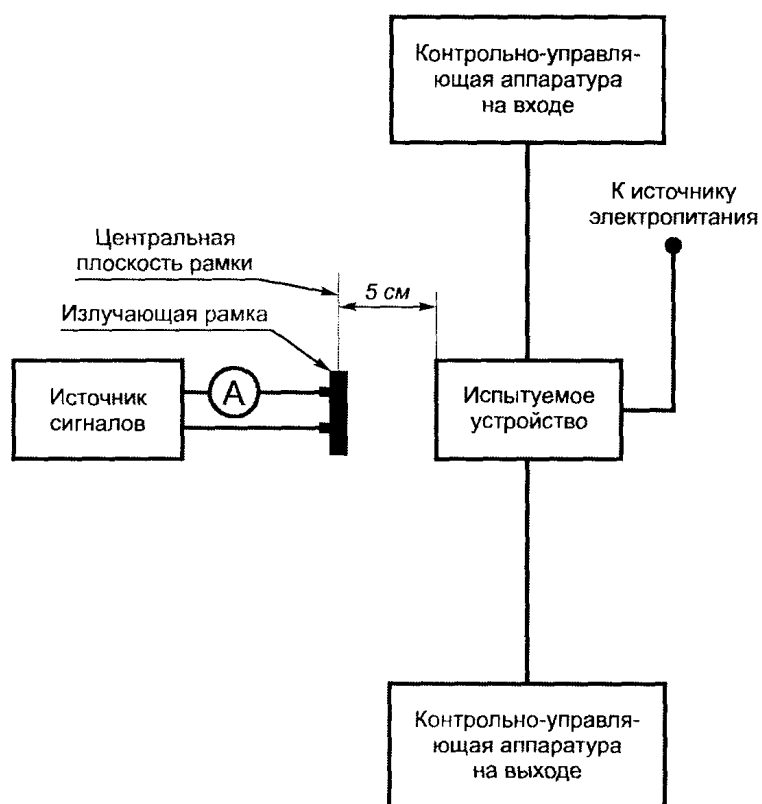 Контрольно-управля-
ющая аппаратура
на входе
К источнику
электропитания
Центральная
плоскость рамки
5 см
Излучающая рамка
Источник
сигналов
А
Испытуемое
устройство
Контрольно-управля-
ющая аппаратура
на выходе